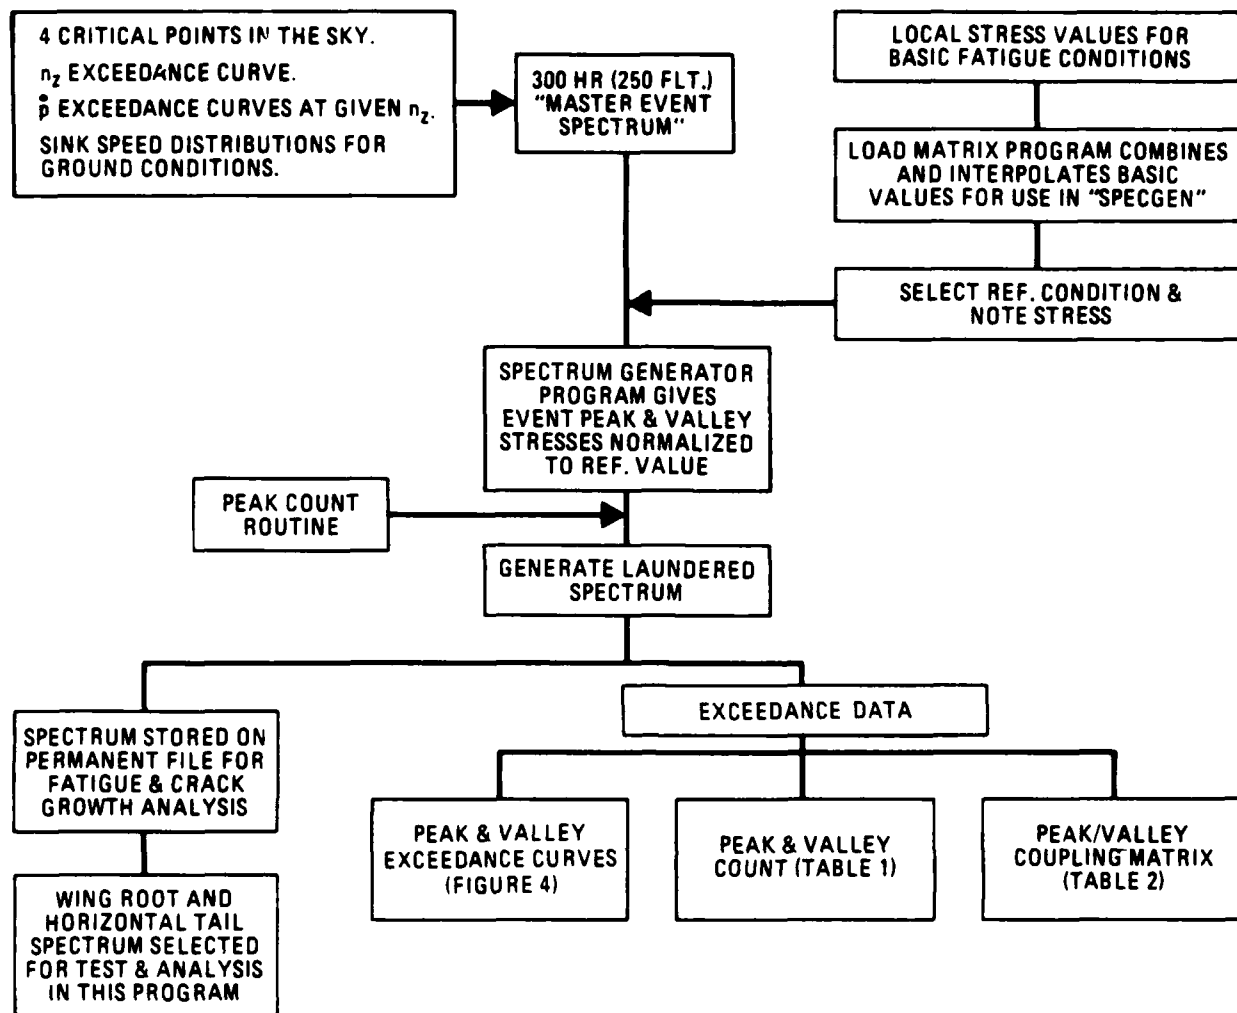 4 CRITICAL POINTS IN THE SKY.
nz EXCEEDANCE CURVE.
ṗ EXCEEDANCE CURVES AT GIVEN nz.
SINK SPEED DISTRIBUTIONS FOR
GROUND CONDITIONS.
300 HR (250 FLT.)
"MASTER EVENT
SPECTRUM"
LOCAL STRESS VALUES FOR
BASIC FATIGUE CONDITIONS
LOAD MATRIX PROGRAM COMBINES
AND INTERPOLATES BASIC
VALUES FOR USE IN "SPECGEN"
SELECT REF. CONDITION &
NOTE STRESS
SPECTRUM GENERATOR
PROGRAM GIVES
EVENT PEAK & VALLEY
STRESSES NORMALIZED
TO REF. VALUE
PEAK COUNT
ROUTINE
GENERATE LAUNDERED
SPECTRUM
SPECTRUM STORED ON
PERMANENT FILE FOR
FATIGUE & CRACK
GROWTH ANALYSIS
WING ROOT AND
HORIZONTAL TAIL
SPECTRUM SELECTED
FOR TEST & ANALYSIS
IN THIS PROGRAM
EXCEEDANCE DATA
PEAK & VALLEY
EXCEEDANCE CURVES
(FIGURE 4)
PEAK & VALLEY
COUNT (TABLE 1)
PEAK/VALLEY
COUPLING MATRIX
(TABLE 2)